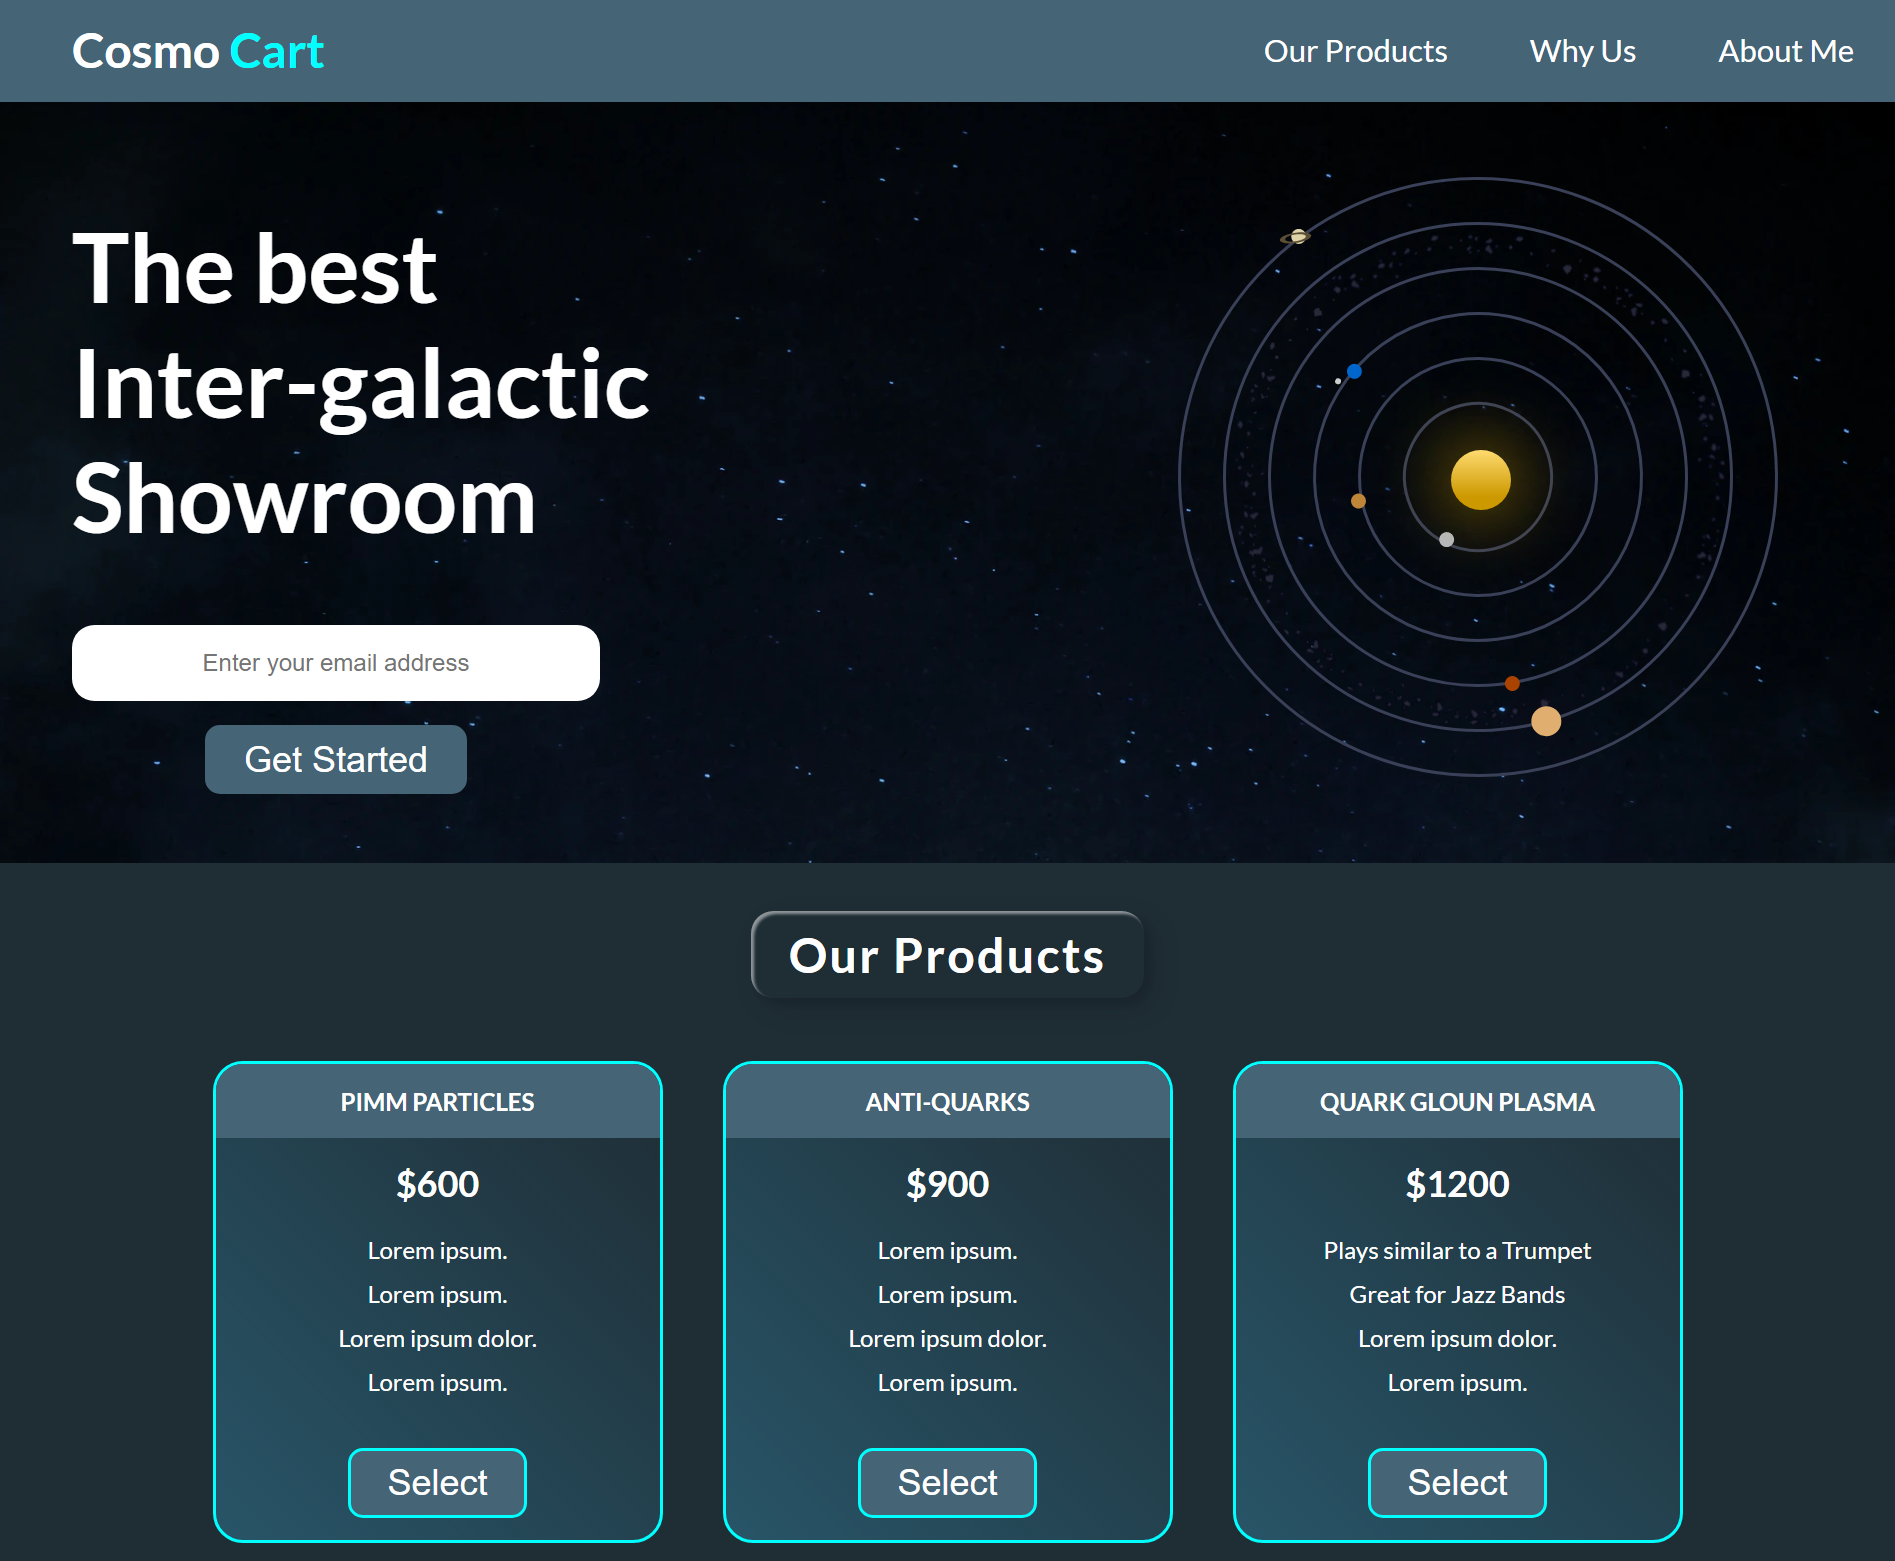 Cosmo Cart
Our Products
Why Us
About Me
The best
Inter-galactic
Showroom
Enter your email address
Get Started
Our Products
PIMM PARTICLES
$600
Lorem ipsum.
Lorem ipsum.
Lorem ipsum dolor.
Lorem ipsum.
Select
ANTI-QUARKS
$900
Lorem ipsum.
Lorem ipsum.
Lorem ipsum dolor.
Lorem ipsum.
Select
QUARK GLOUN PLASMA
$1200
Plays similar to a Trumpet
Great for Jazz Bands
Lorem ipsum dolor.
Lorem ipsum.
Select